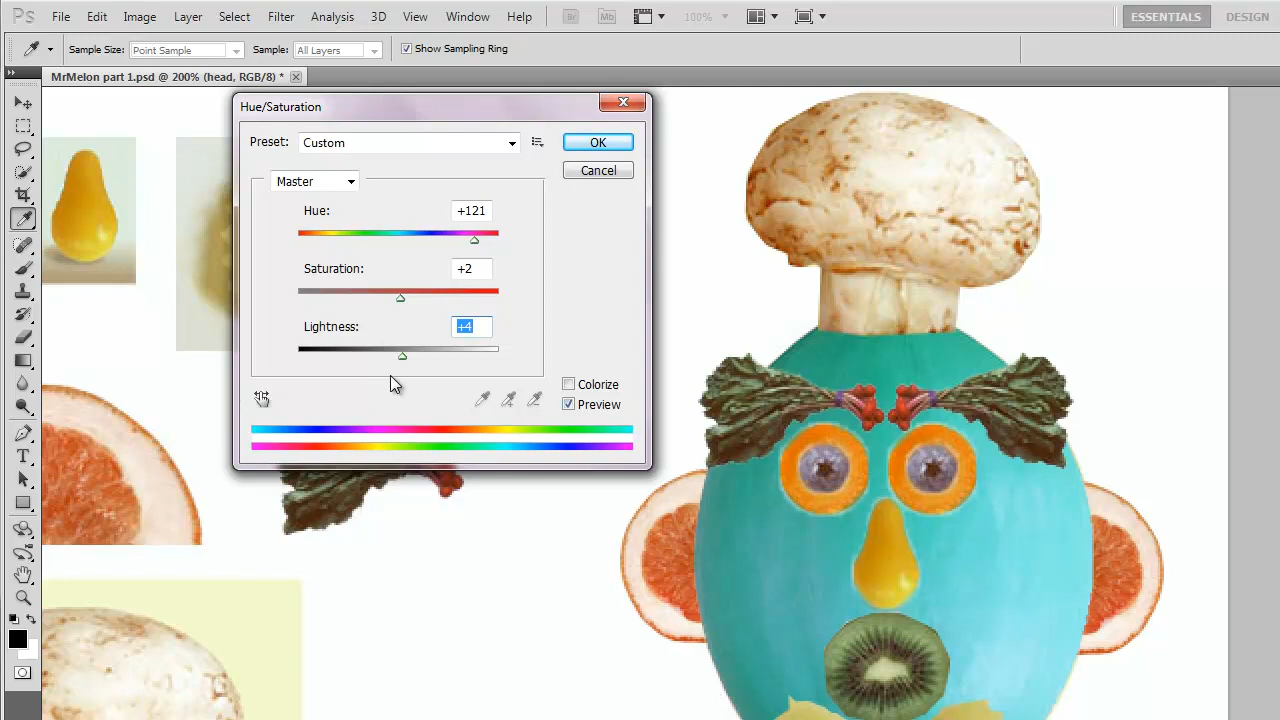 Ps File Edit Image Layer Select Filter Analysis 3D View Window Help Br Mb 100% ESSENTIALS DESIGN
Sample Size: Point Sample Sample: All Layers Show Sampling Ring
MrMelon part 1.psd @ 200% (head, RGB/8) *
Hue/Saturation
Preset: Custom OK
Cancel
Master
Hue: +121
Saturation: +2
Lightness: +4
Colorize
Preview
T